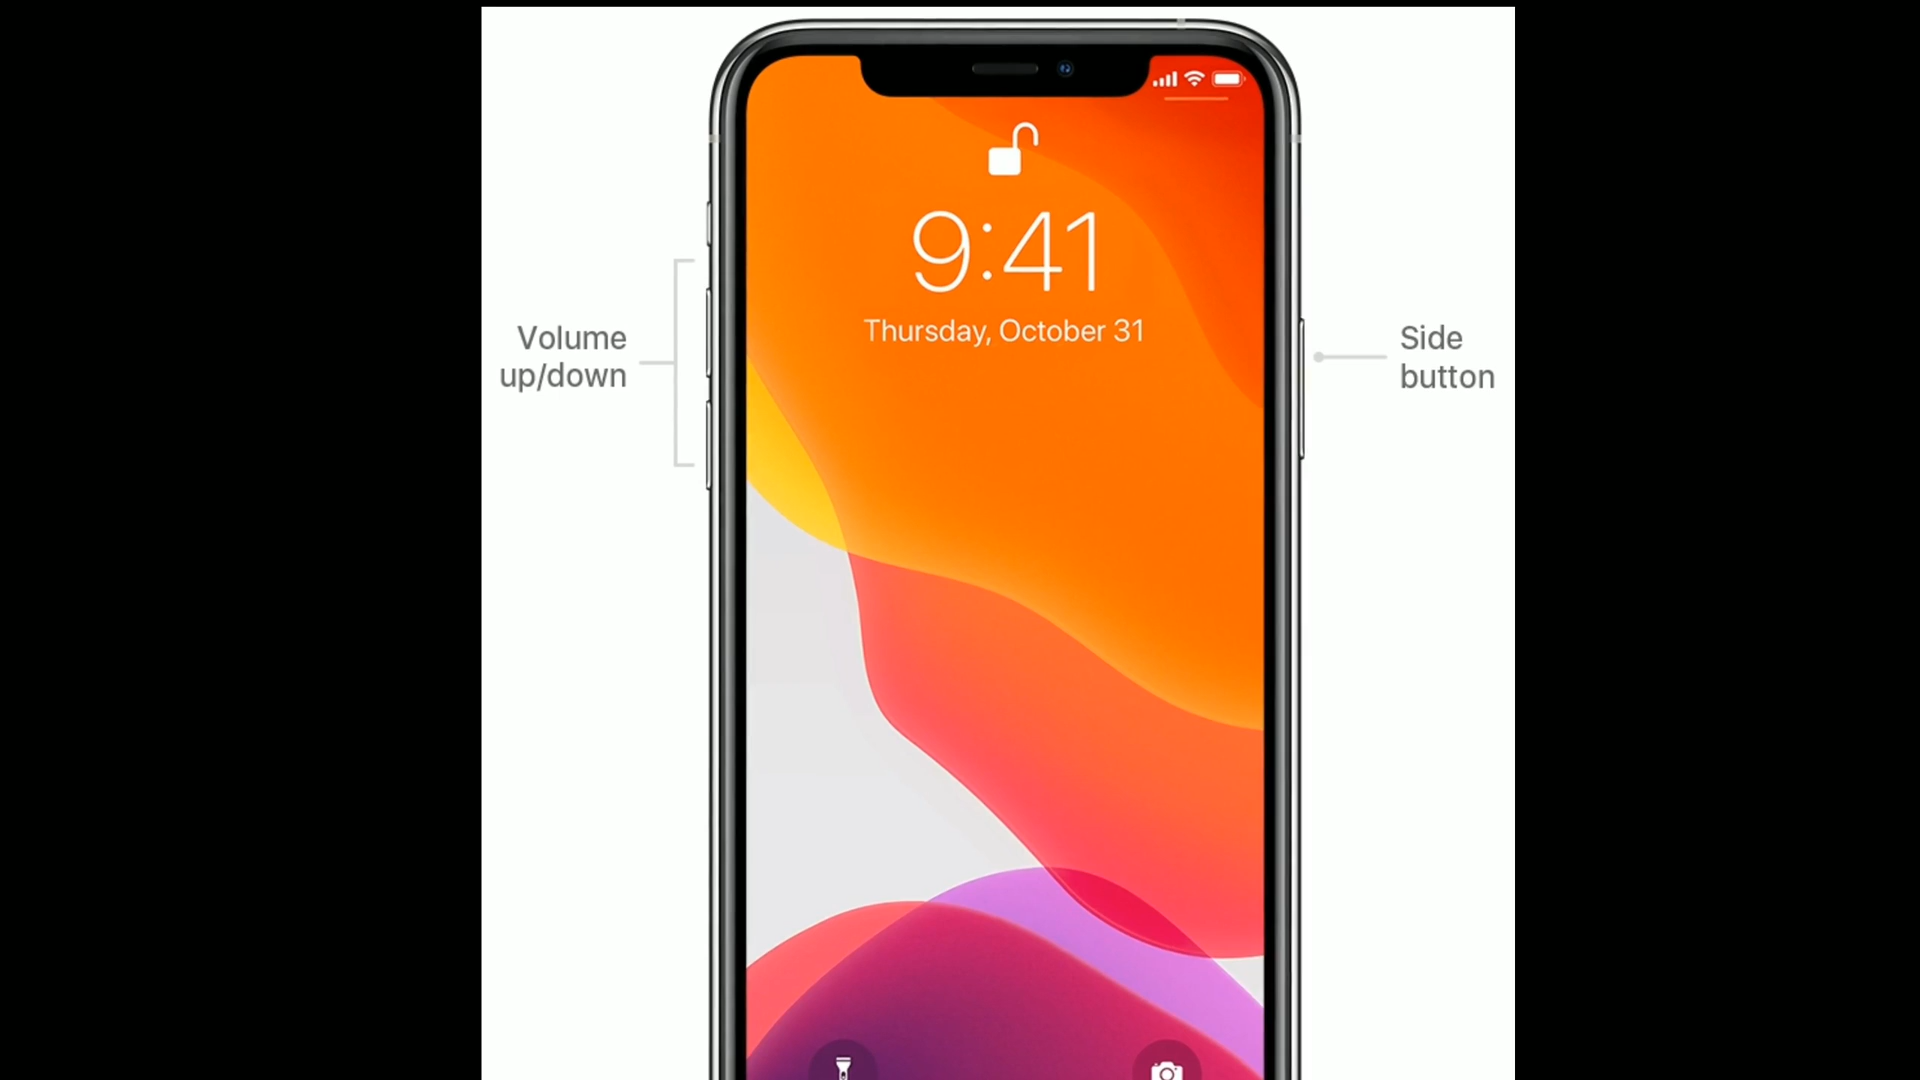 9:41
Thursday, October 31
Volume
up/down
Side
button